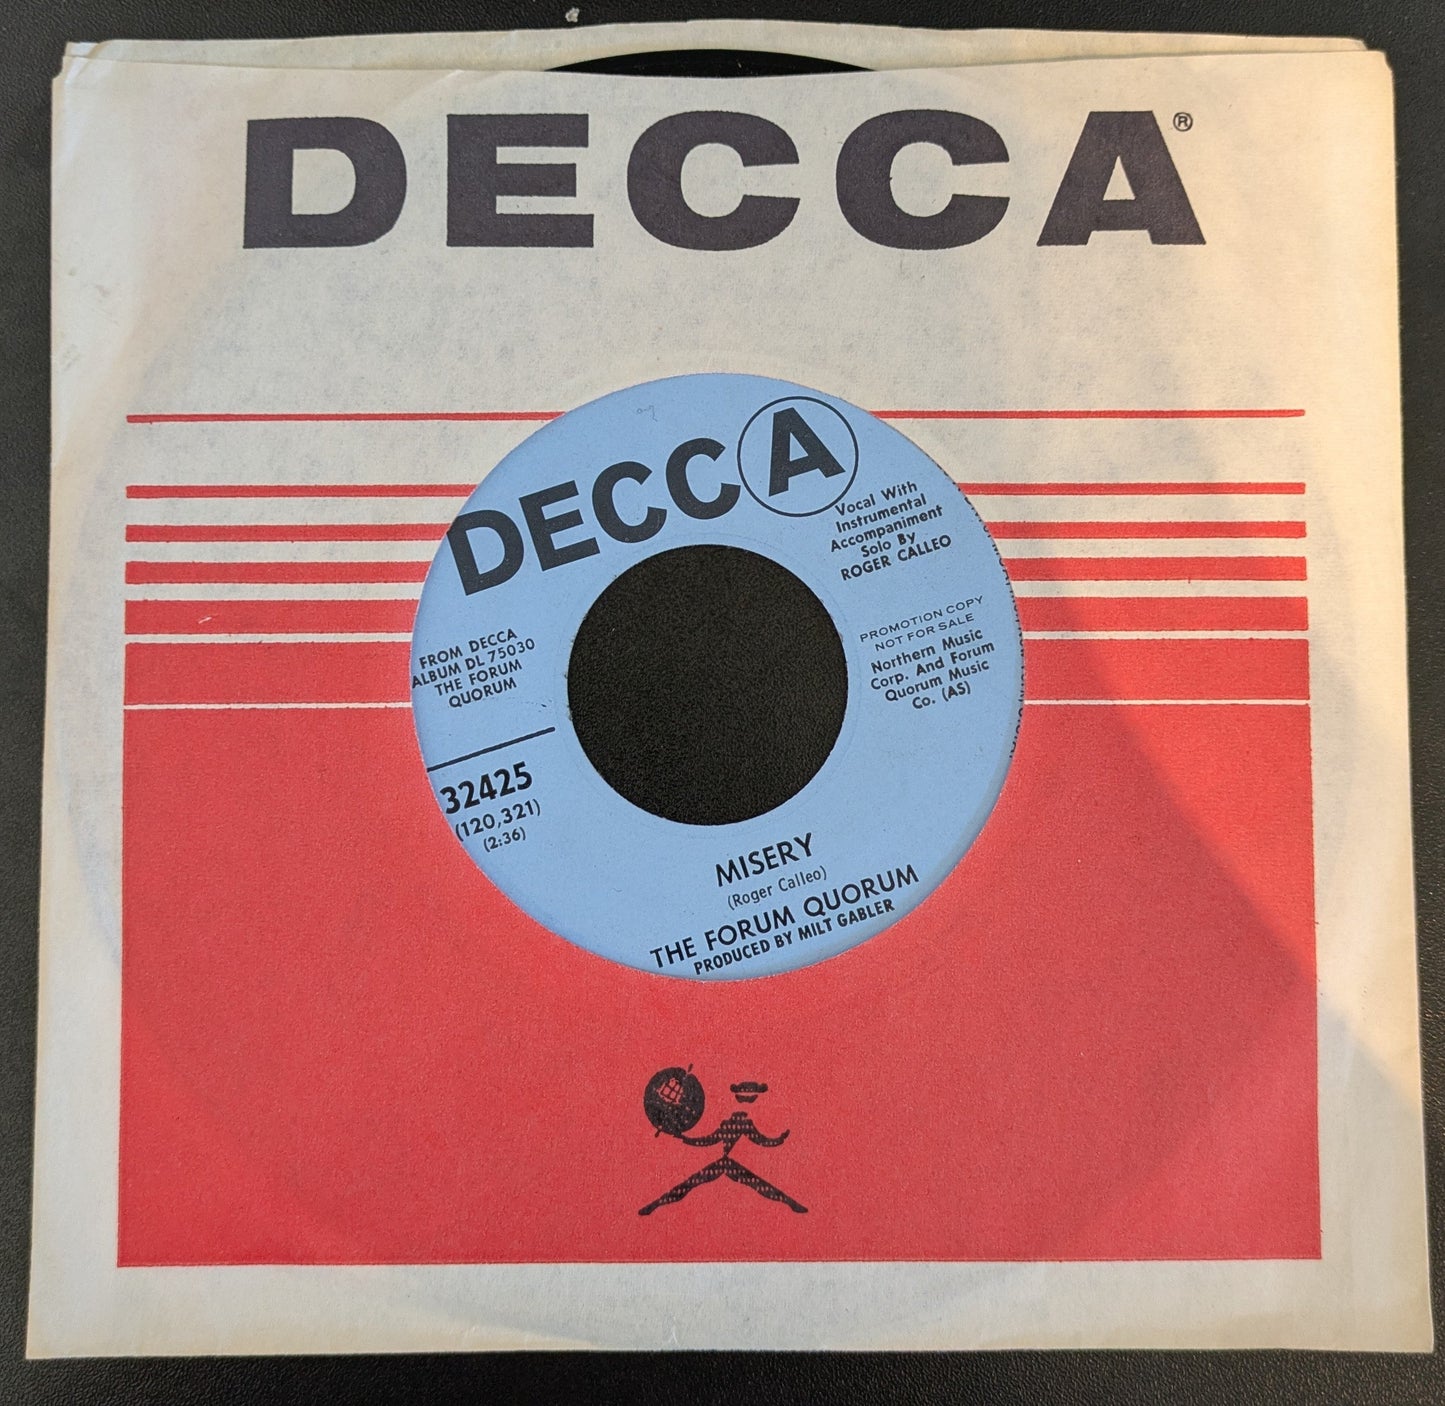 DECCA®
DECCA
Vocal With
Instrumental
Accompaniment
Solo By
ROGER CALLEO
PROMOTION COPY
NOT FOR SALE
Northern Music
Corp. And Forum
Quorum Music
Co. (AS)
FROM DECCA
ALBUM DL 75030
THE FORUM
QUORUM
32425
(120,321)
(2:36)
MISERY
(Roger Calleo)
THE FORUM QUORUM
PRODUCED BY MILT GABLER